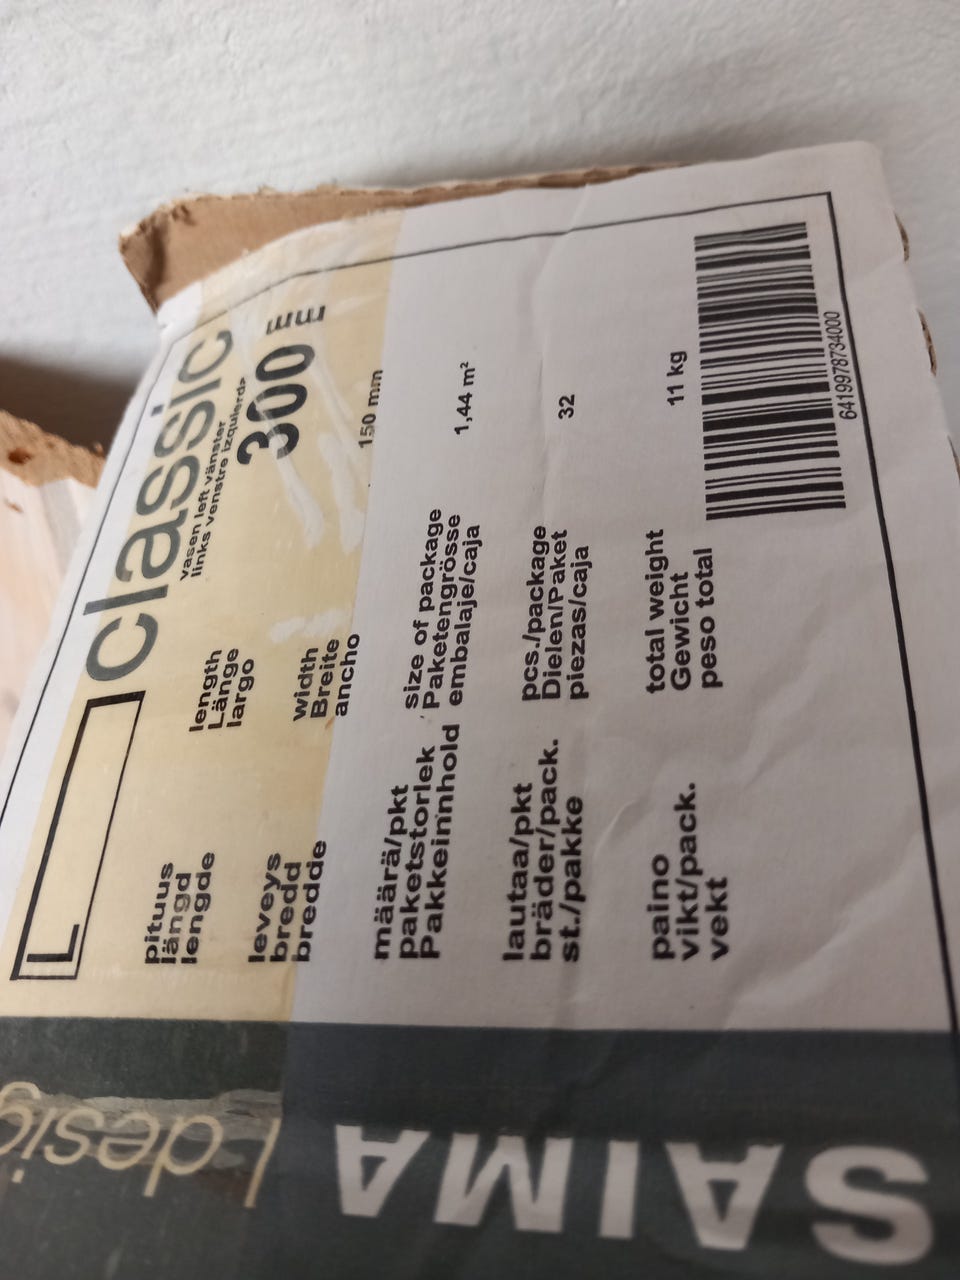 L classic
vasen left vänster
links venstre izquierda
pituus length 300 mm
längd Länge
lengde largo
leveys width 150 mm
bredd Breite
bredde ancho
määrä/pkt size of package 1,44 m²
paketstorlek Paketengrösse
Pakkeinnhold embalaje/caja
lautaa/pkt pcs./package 32
bräder/pack. Dielen/Paket
st./pakke piezas/caja
paino total weight 11 kg
vikt/pack. Gewicht
vekt peso total
6419978734000
SAIMA